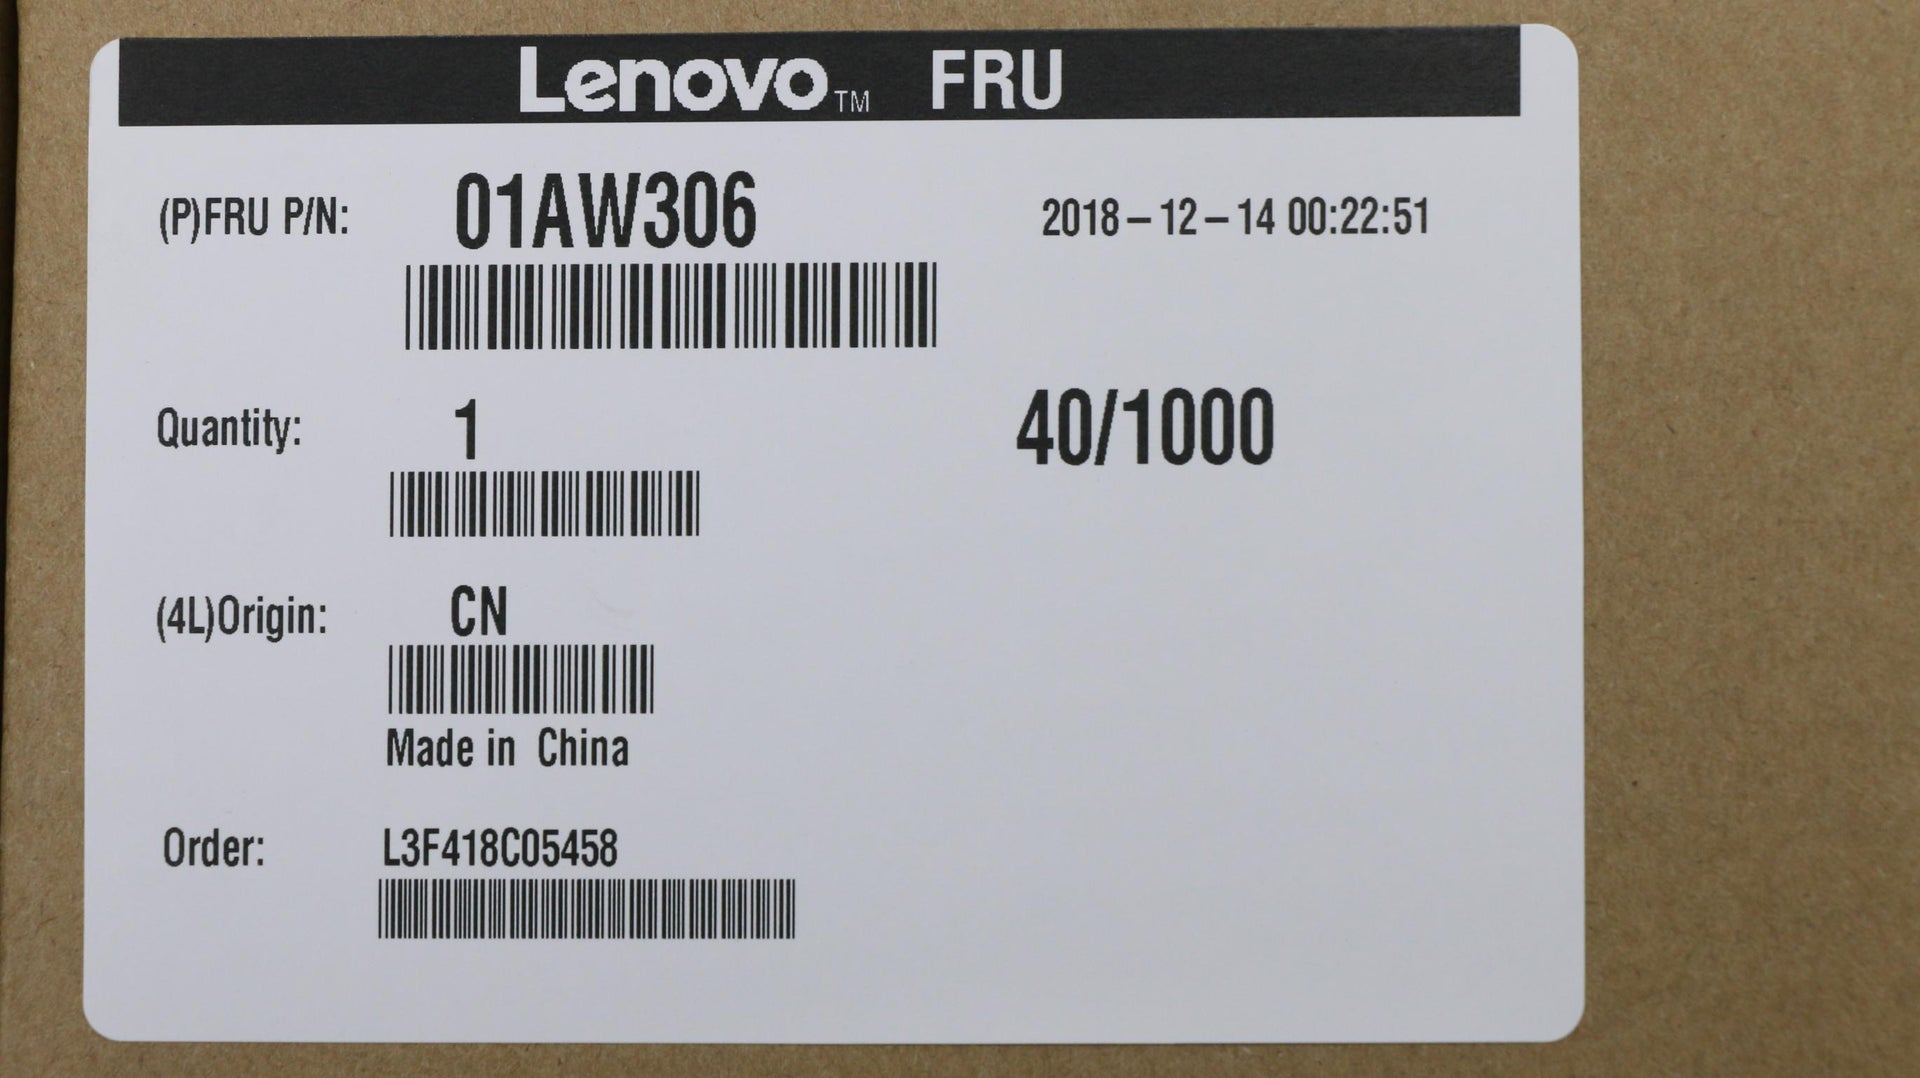 Lenovo™ FRU
(P)FRU P/N: 01AW306 2018-12-14 00:22:51
Quantity: 1 40/1000
(4L)Origin: CN
Made in China
Order: L3F418C05458